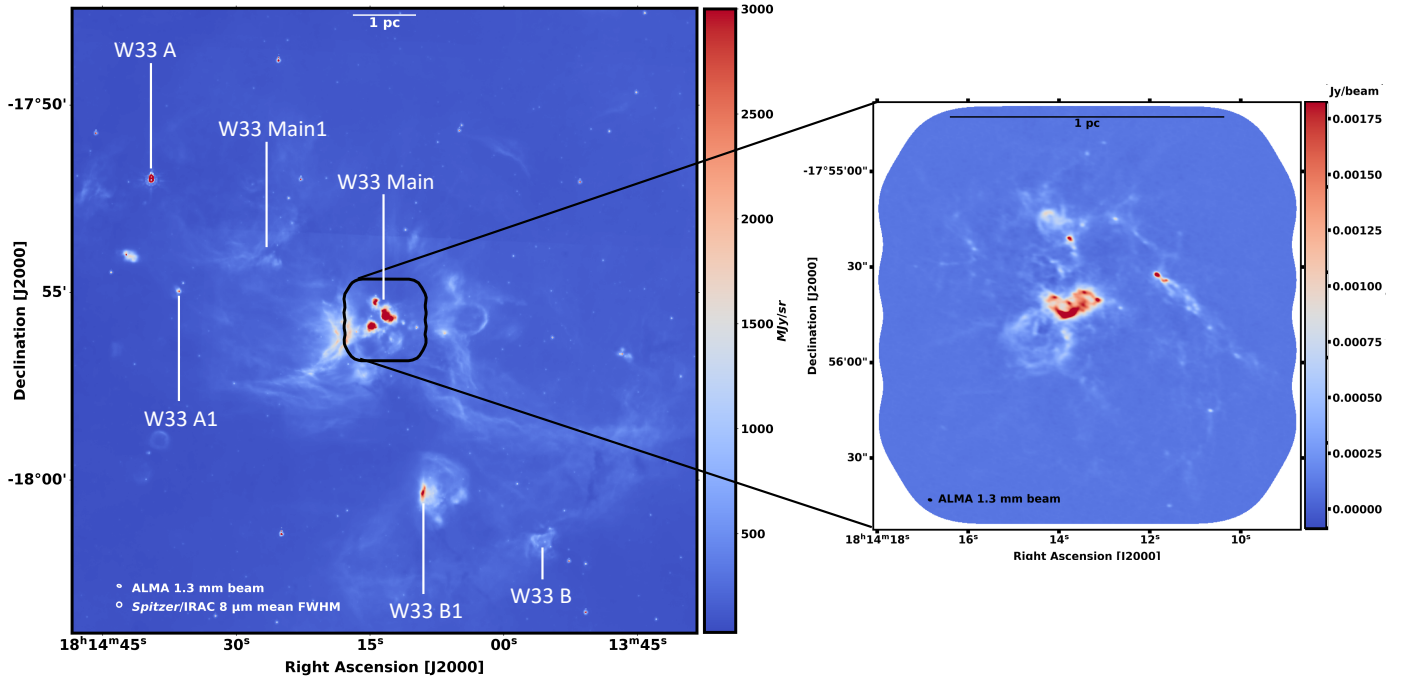 1 pc
W33 A
W33 Main1
W33 Main
W33 A1
W33 B1
W33 B
ALMA 1.3 mm beam
Spitzer/IRAC 8 µm mean FWHM
-17°50'
55'
-18°00'
Declination [J2000]
18ʰ14ᵐ45ˢ 30ˢ 15ˢ 00ˢ 13ᵐ45ˢ
Right Ascension [J2000]
3000
2500
2000
1500
1000
500
MJy/sr
1 pc
-17°55'00"
30"
56'00"
30"
Declination [J2000]
ALMA 1.3 mm beam
18ʰ14ᵐ18ˢ 16ˢ 14ˢ 12ˢ 10ˢ
Right Ascension [J2000]
Jy/beam
0.00175
0.00150
0.00125
0.00100
0.00075
0.00050
0.00025
0.00000